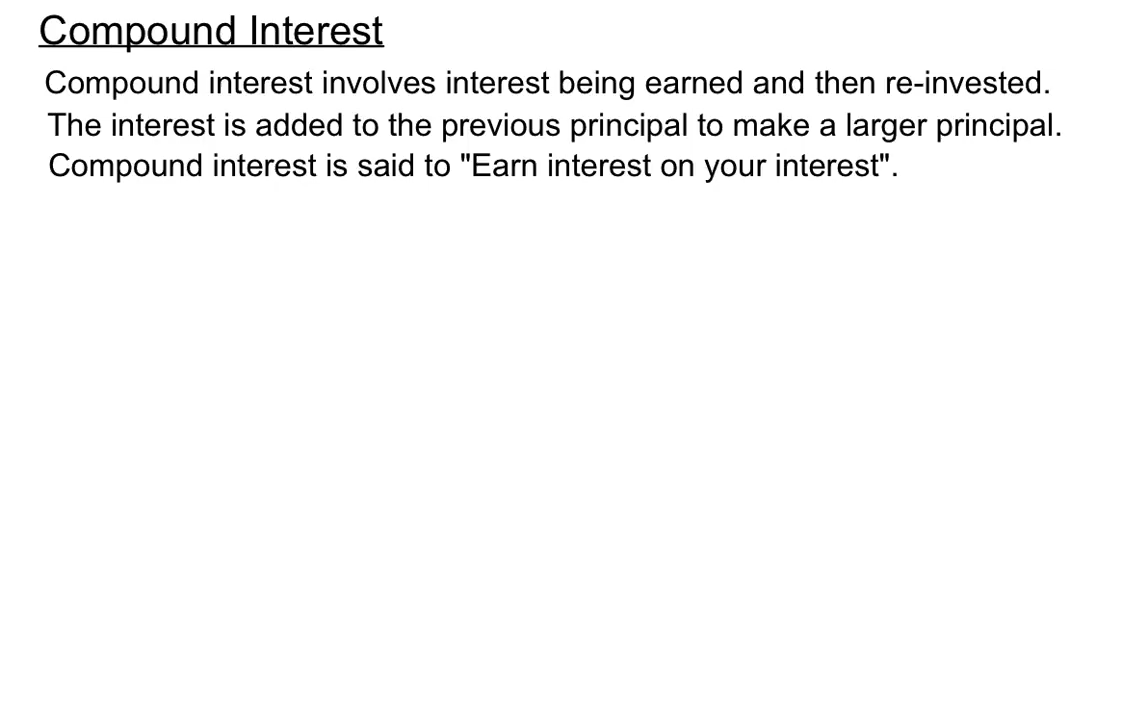 Compound Interest
Compound interest involves interest being earned and then re-invested.
The interest is added to the previous principal to make a larger principal.
Compound interest is said to "Earn interest on your interest".